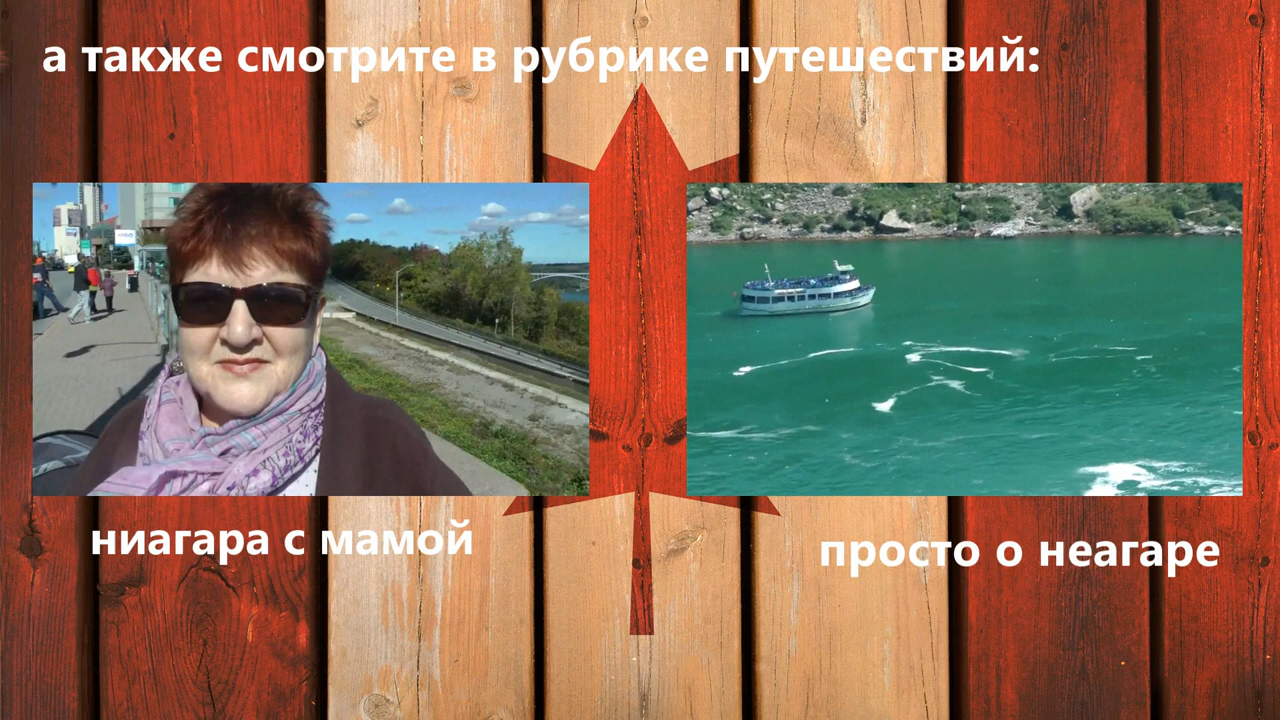 а также смотрите в рубрике путешествий:
ниагара с мамой
просто о неагаре